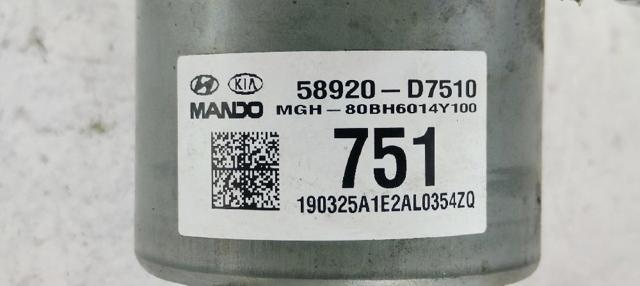 KIA 58920-D7510
MANDO MGH-80BH6014Y100
751
190325A1E2AL0354ZQ